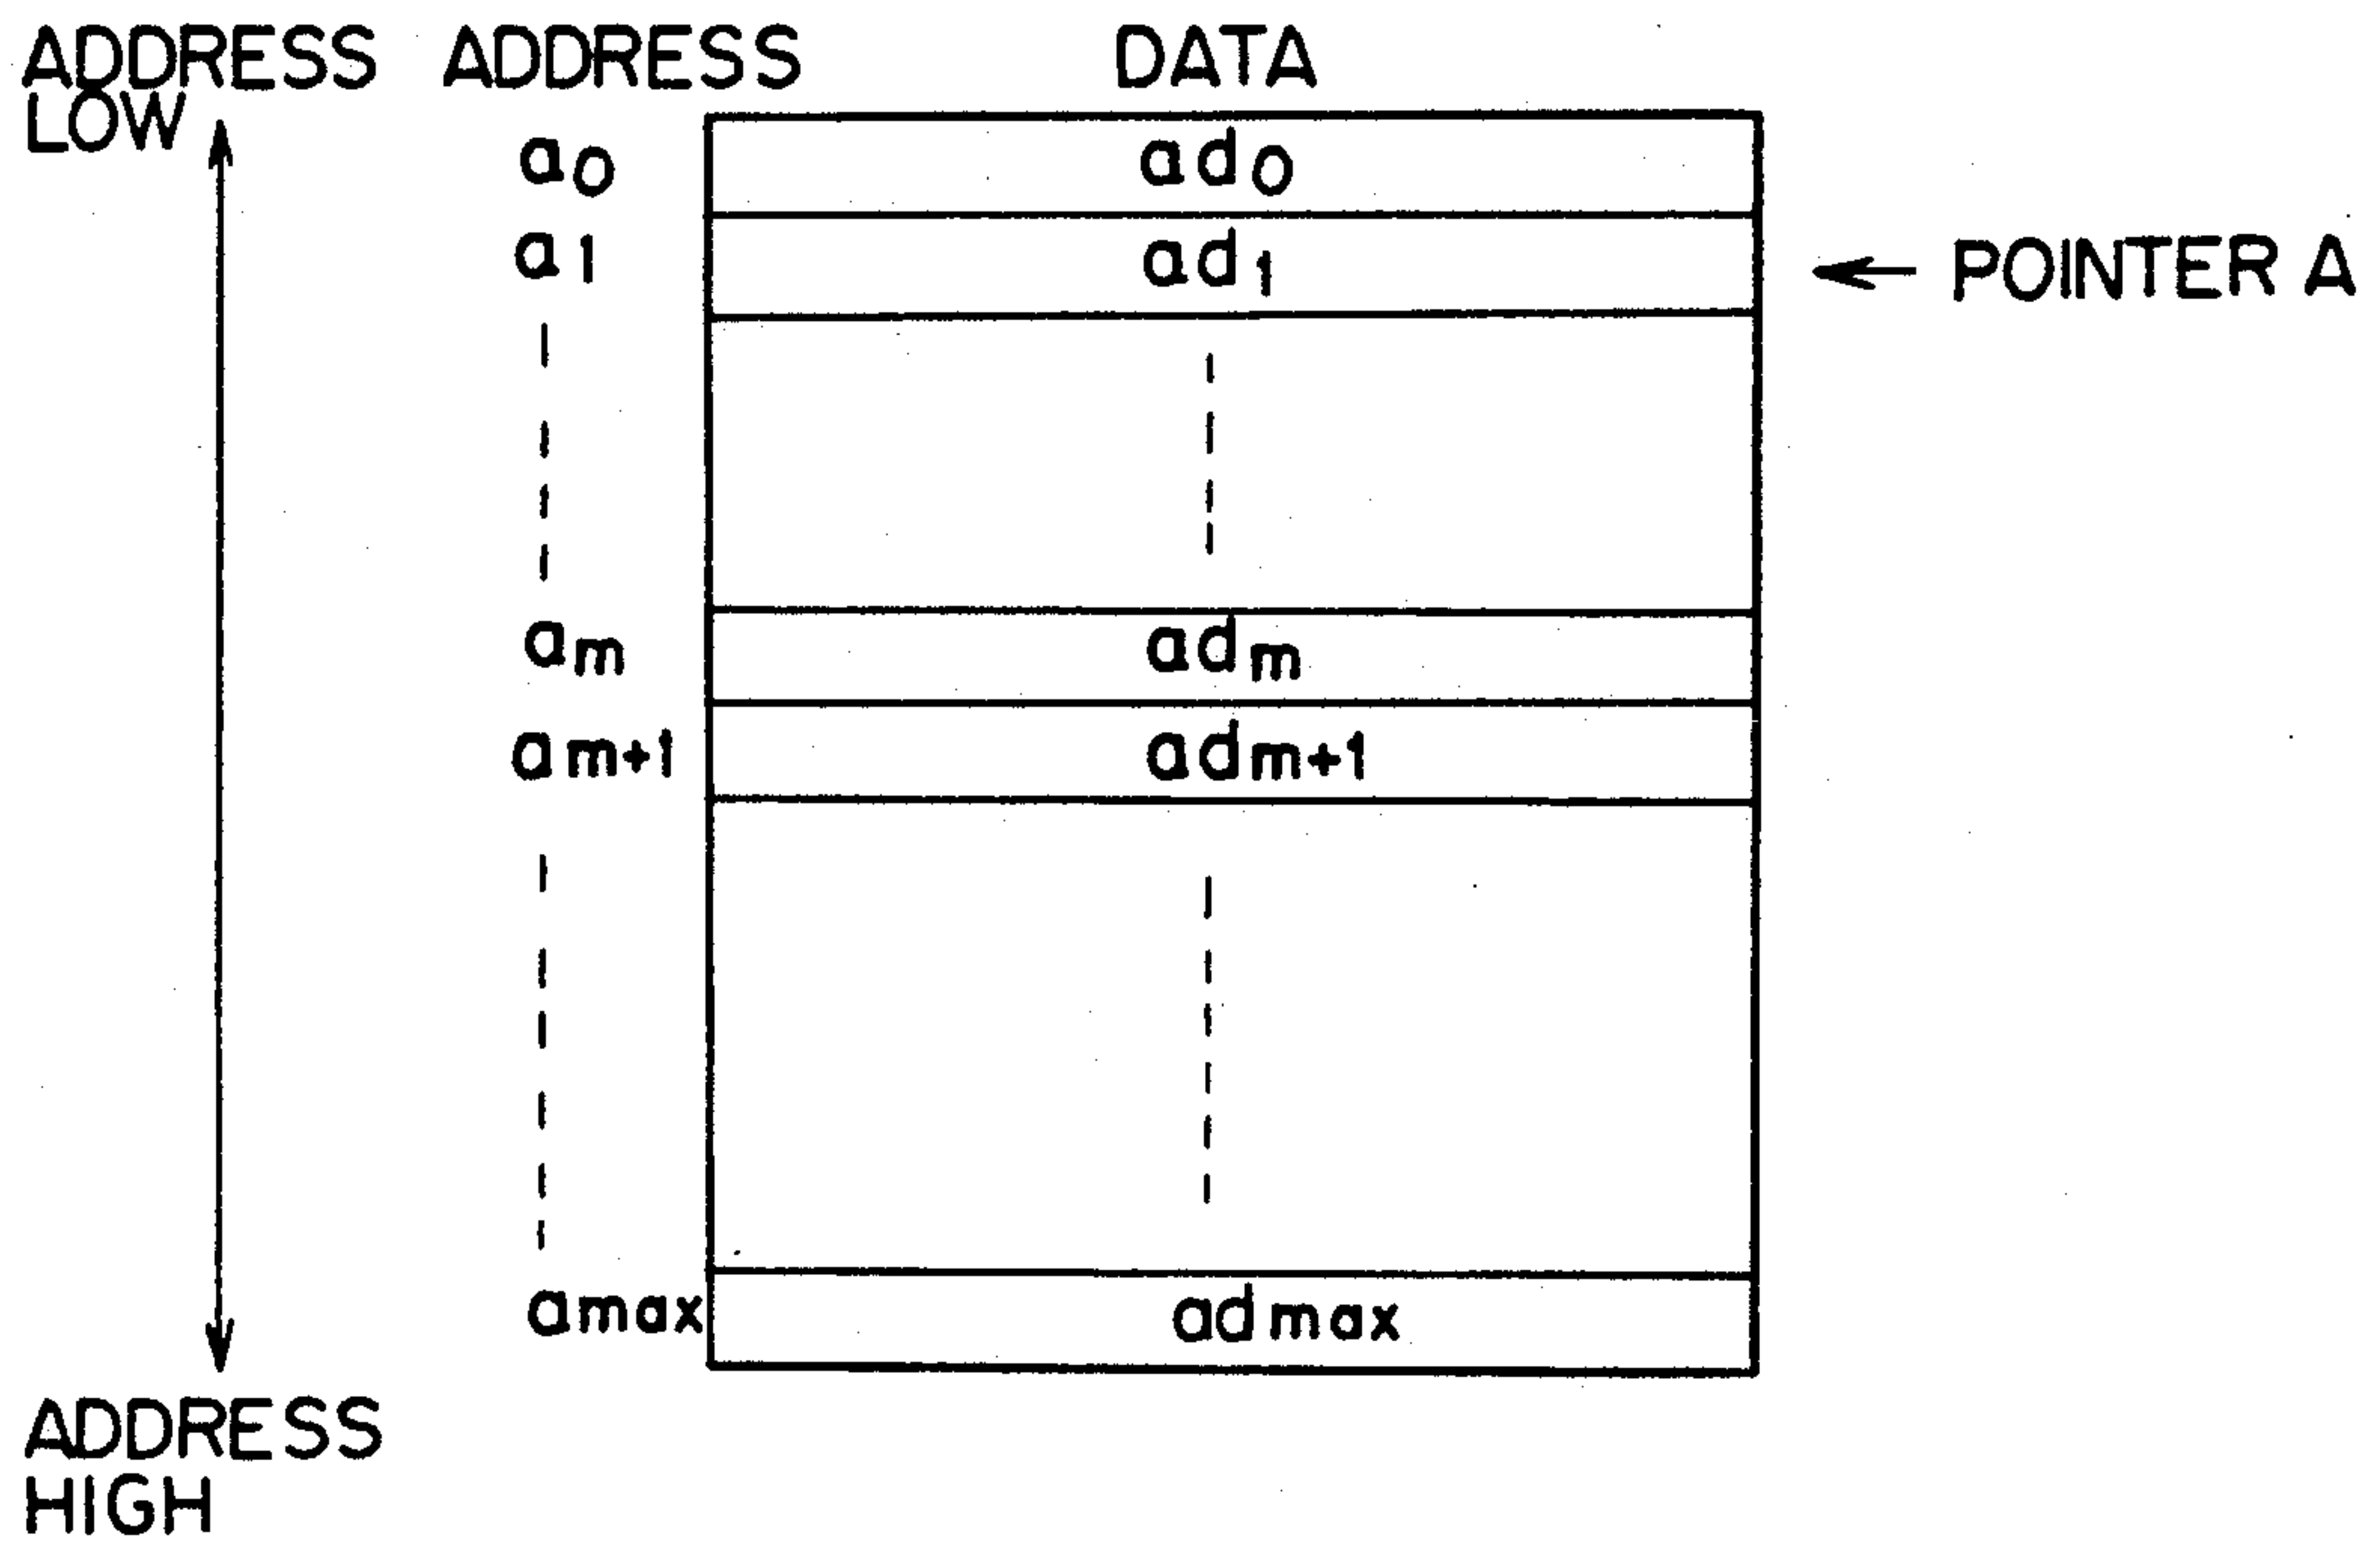 ADDRESS LOW ADDRESS DATA
a0 ad0
a1 ad1 POINTER A
am adm
am+1 adm+1
amax admax
ADDRESS
HIGH